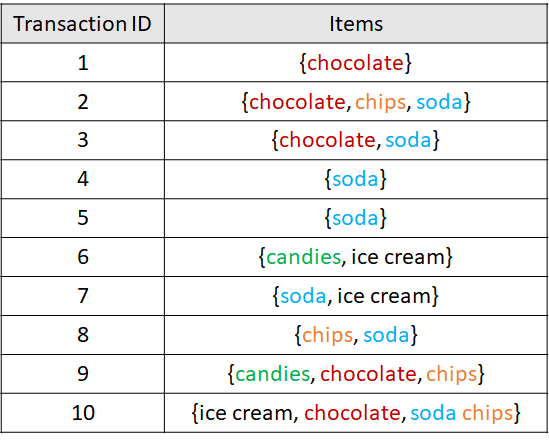 Transaction ID Items
1 {chocolate}
2 {chocolate, chips, soda}
3 {chocolate, soda}
4 {soda}
5 {soda}
6 {candies, ice cream}
7 {soda, ice cream}
8 {chips, soda}
9 {candies, chocolate, chips}
10 {ice cream, chocolate, soda chips}